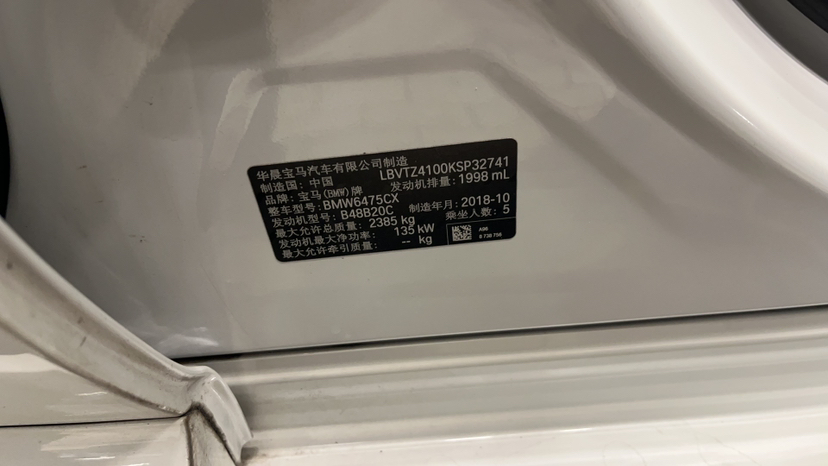 华晨宝马汽车有限公司制造
制造国: 中国 LBVTZ4100KSP32741
品牌: 宝马(BMW)牌 发动机排量: 1998 mL
整车型号: BMW6475CX
发动机型号: B48B20C 制造年月: 2018-10
最大允许总质量: 2385 kg 乘坐人数: 5
发动机最大净功率: 135 kW
最大允许牵引质量: -- kg
A96